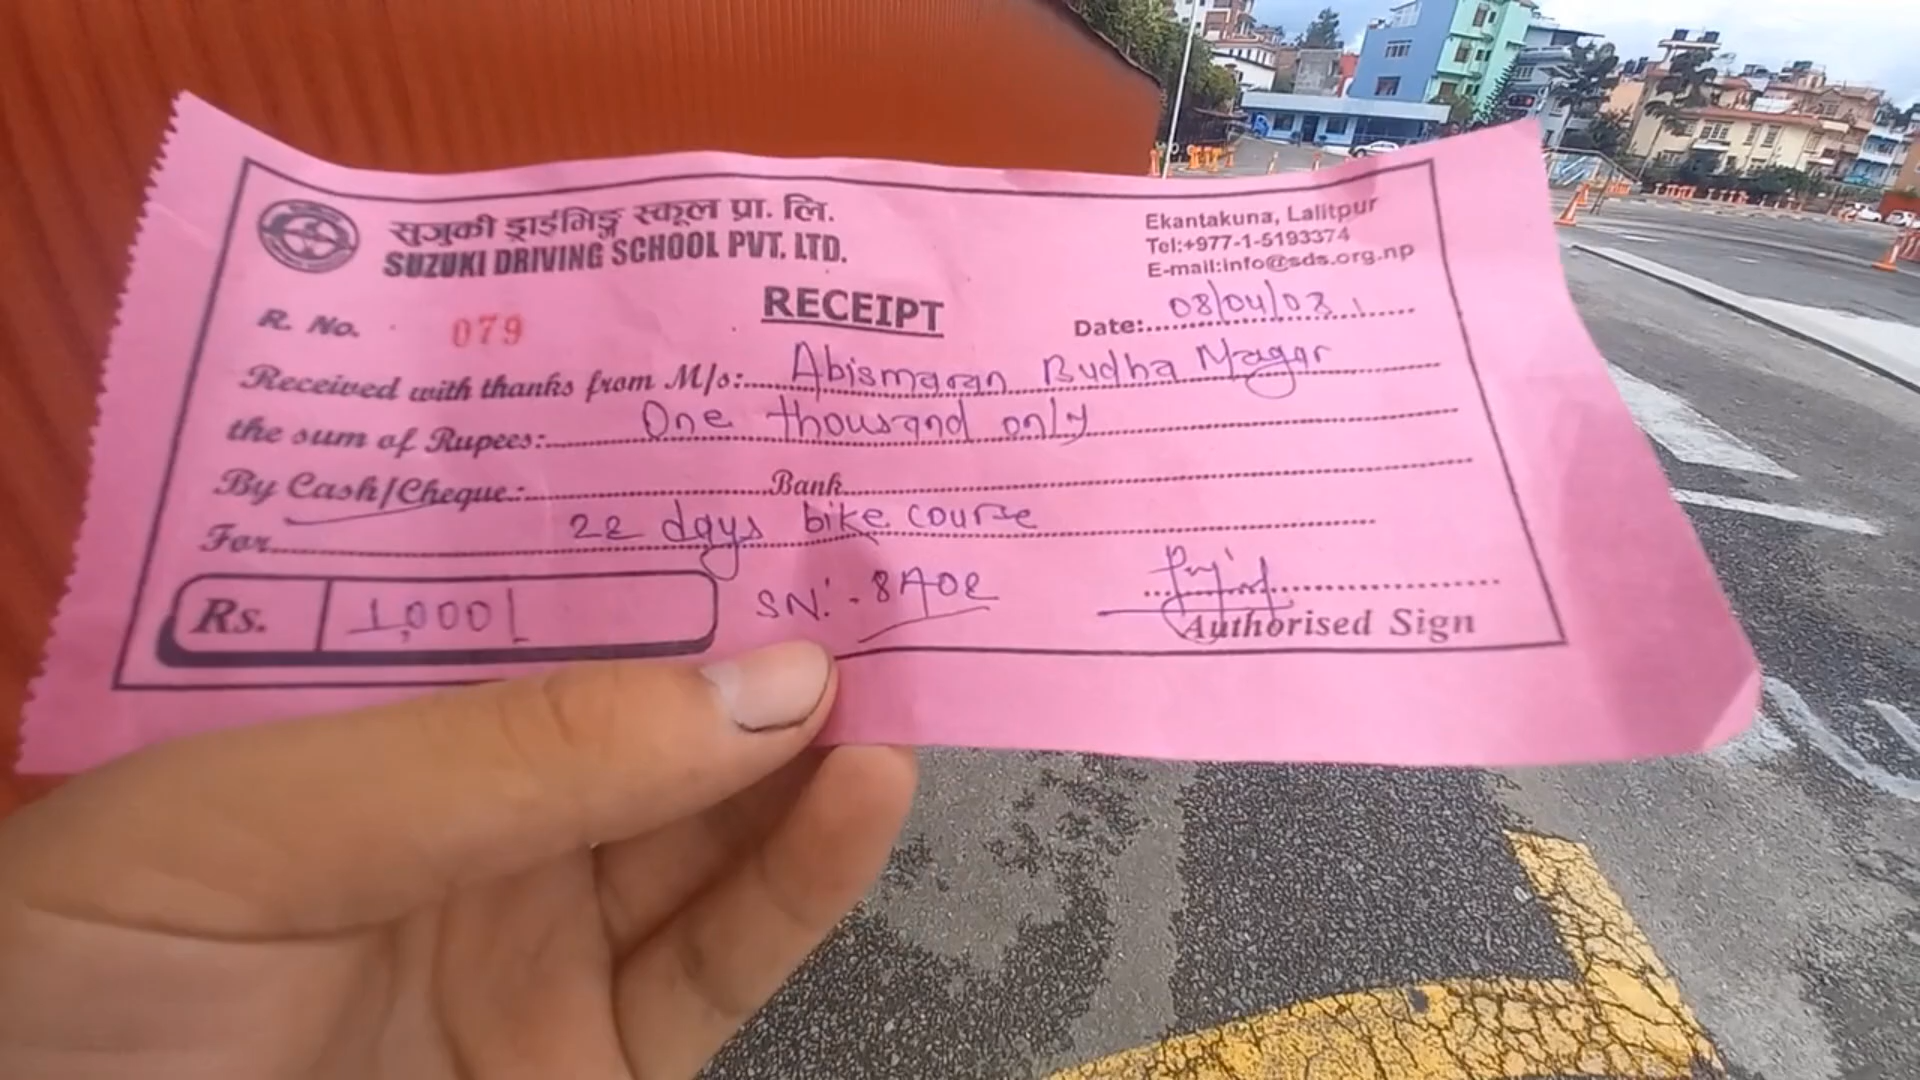 सुजुकी ड्राईभिङ्ग स्कूल प्रा. लि.
SUZUKI DRIVING SCHOOL PVT. LTD.
Ekantakuna, Lalitpur
Tel:+977-1-5193374
E-mail:info@sds.org.np
RECEIPT
R. No. 079
Date: 08/04/03
Received with thanks from M/s: Abismaran Budha Magar
the sum of Rupees: One thousand only
By Cash/Cheque: Bank
For 22 days bike course
Rs. 1,000/
SN: - 8A02
Authorised Sign